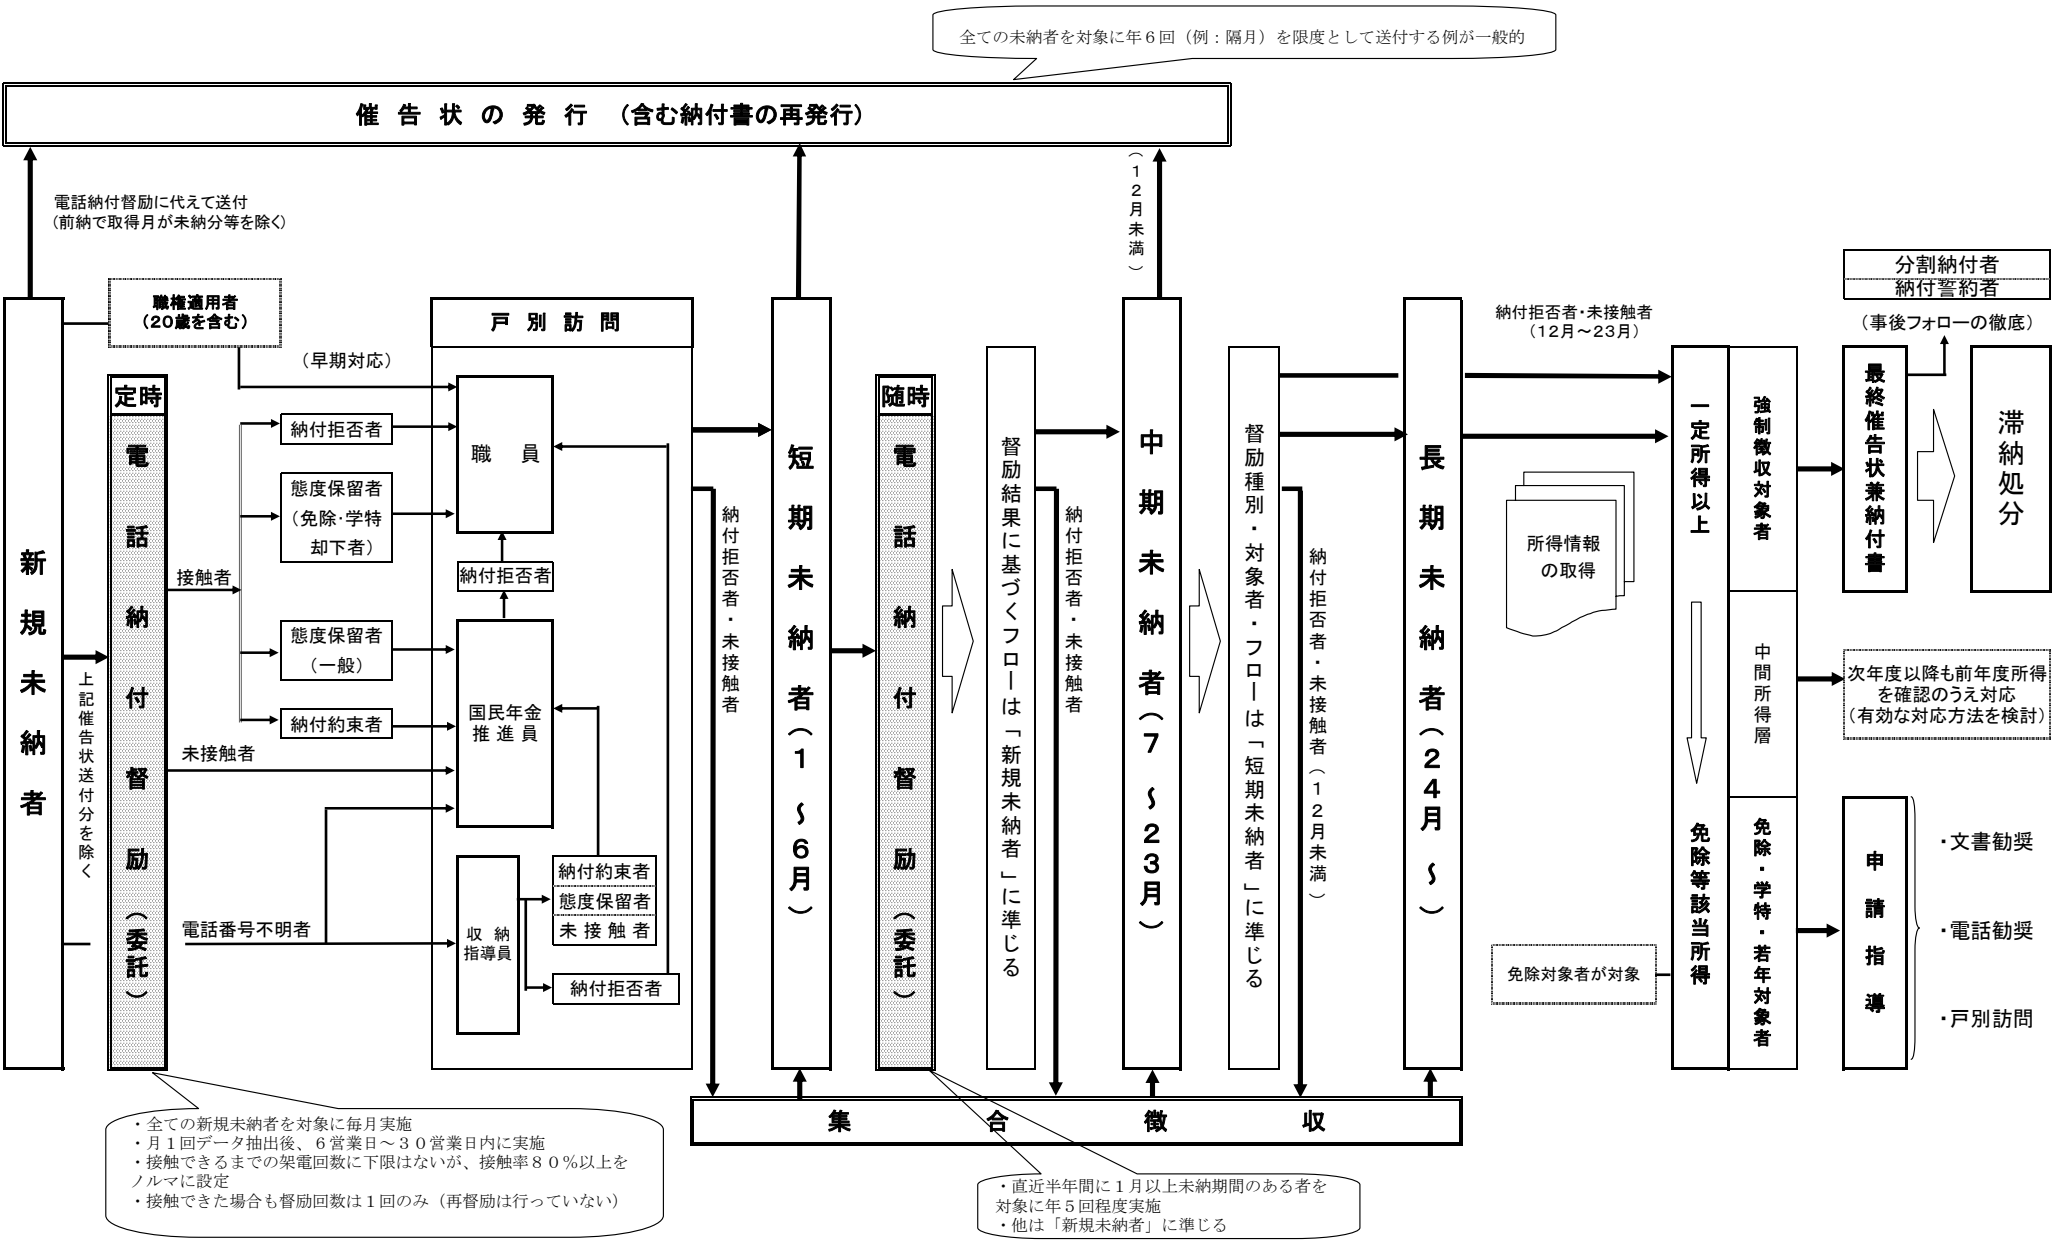 全ての未納者を対象に年６回（例：隔月）を限度として送付する例が一般的
催 告 状 の 発 行 （含む納付書の再発行）
電話納付督励に代えて送付
(前納で取得月が未納分等を除く)
（１２月未満）
新規未納者
職権適用者
（20歳を含む）
上記催告状送付分を除く
定時
電話納付督励（委託）
（早期対応）
接触者
納付拒否者
態度保留者
（免除・学特
却下者）
態度保留者
（一般）
納付約束者
未接触者
電話番号不明者
戸 別 訪 問
職 員
納付拒否者
国民年金
推進員
収 納
指導員
納付約束者
態度保留者
未 接 触 者
納付拒否者
納付拒否者・未接触者
短期未納者（１～６月）
随時
電話納付督励（委託）
督励結果に基づくフローは「新規未納者」に準じる
納付拒否者・未接触者
中期未納者（７～２３月）
督励種別・対象者・フローは「短期未納者」に準じる
納付拒否者・未接触者（１２月未満）
長期未納者（２４月～）
納付拒否者・未接触者
（１２月～２３月）
所得情報
の取得
免除対象者が対象
一定所得以上
免除等該当所得
強制徴収対象者
中間所得層
免除・学特・若年対象者
分割納付者
納付誓約者
（事後フォローの徹底）
最終催告状兼納付書
滞納処分
次年度以降も前年度所得
を確認のうえ対応
（有効な対応方法を検討）
申請指導
・文書勧奨
・電話勧奨
・戸別訪問
集 合 徴 収
・全ての新規未納者を対象に毎月実施
・月１回データ抽出後、６営業日～３０営業日内に実施
・接触できるまでの架電回数に下限はないが、接触率８０％以上を
ノルマに設定
・接触できた場合も督励回数は１回のみ（再督励は行っていない）
・直近半年間に１月以上未納期間のある者を
対象に年５回程度実施
・他は「新規未納者」に準じる